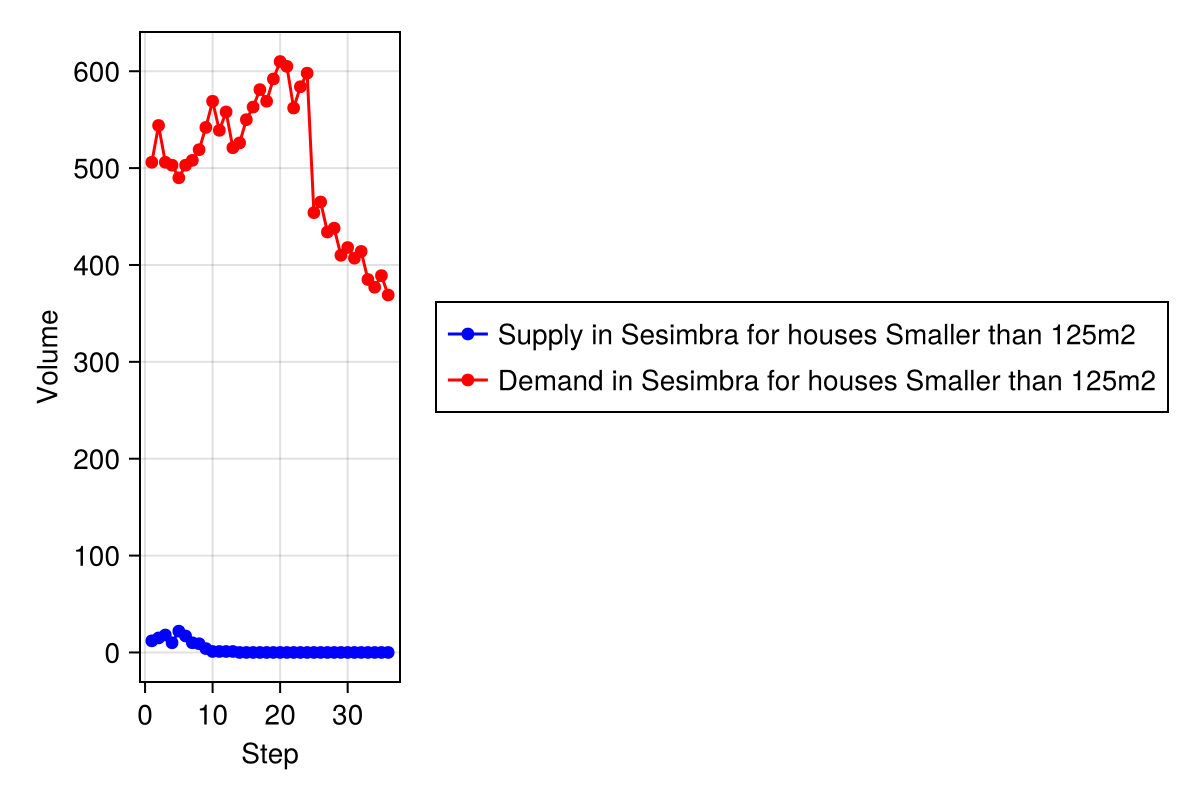 600
500
400
300
200
100
0
Volume
0 10 20 30
Step
Supply in Sesimbra for houses Smaller than 125m2
Demand in Sesimbra for houses Smaller than 125m2